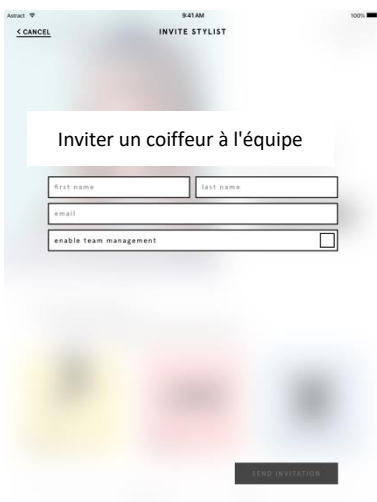 Astract 9:41 AM 100%
< CANCEL INVITE STYLIST
Inviter un coiffeur à l'équipe
first name last name
email
enable team management
SEND INVITATION